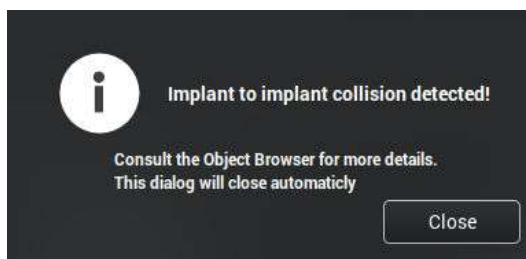 Implant to implant collision detected!
Consult the Object Browser for more details.
This dialog will close automaticly
Close